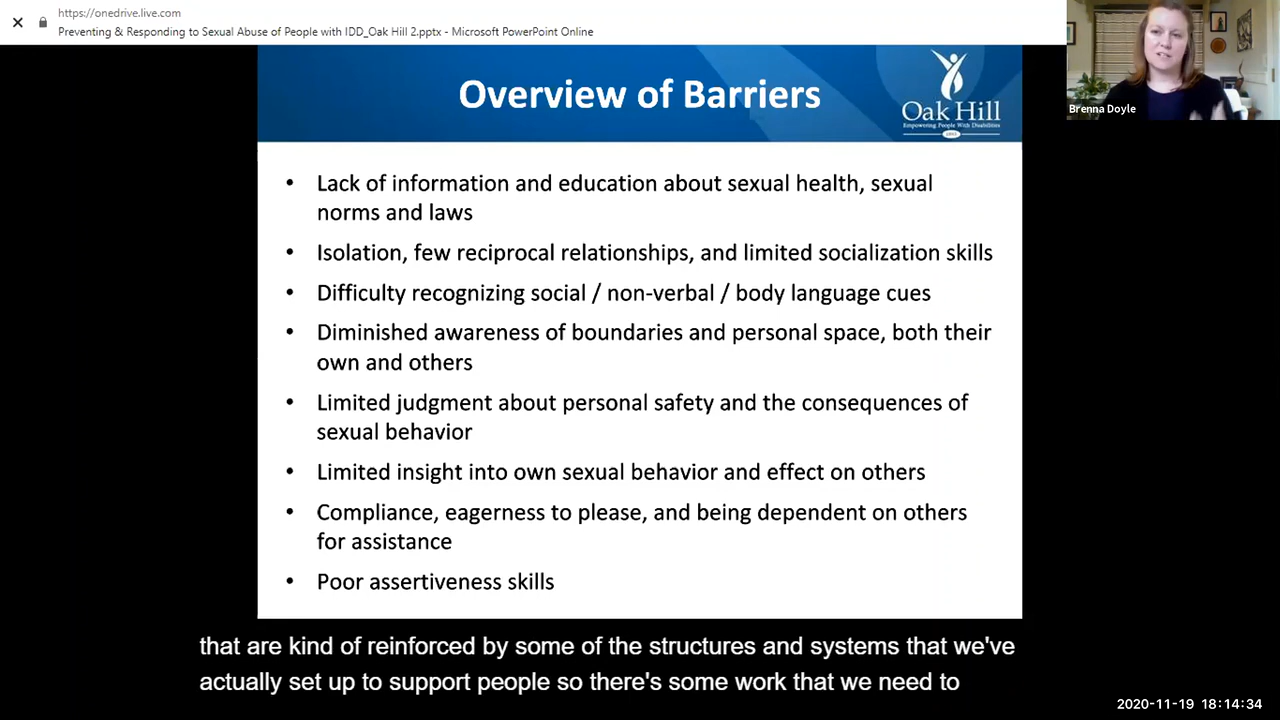 https://onedrive.live.com
Preventing & Responding to Sexual Abuse of People with IDD_Oak Hill 2.pptx - Microsoft PowerPoint Online
Brenna Doyle
Overview of Barriers
Oak Hill
Empowering People With Disabilities
• Lack of information and education about sexual health, sexual
norms and laws
• Isolation, few reciprocal relationships, and limited socialization skills
• Difficulty recognizing social / non-verbal / body language cues
• Diminished awareness of boundaries and personal space, both their
own and others
• Limited judgment about personal safety and the consequences of
sexual behavior
• Limited insight into own sexual behavior and effect on others
• Compliance, eagerness to please, and being dependent on others
for assistance
• Poor assertiveness skills
that are kind of reinforced by some of the structures and systems that we've
actually set up to support people so there's some work that we need to
2020-11-19 18:14:34